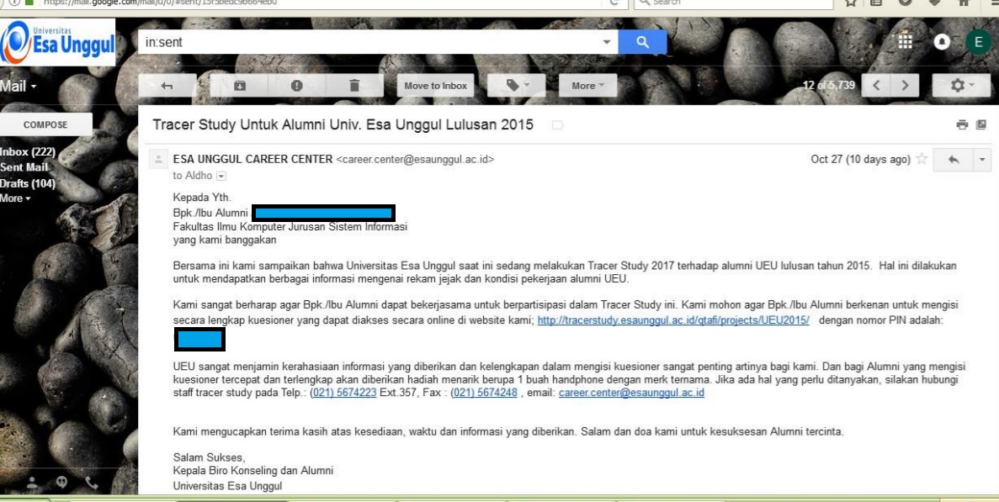 https://mail.google.com/mail/u/0/#sent/15f5bedc9b664eb0
Search
Universitas
Esa Unggul
in:sent
E
Mail
Move to Inbox
More
12 of 5,739
COMPOSE
Tracer Study Untuk Alumni Univ. Esa Unggul Lulusan 2015
Inbox (222)
Sent Mail
Drafts (104)
More
ESA UNGGUL CAREER CENTER <career.center@esaunggul.ac.id>
Oct 27 (10 days ago)
to Aldho
Kepada Yth.
Bpk./Ibu Alumni
Fakultas Ilmu Komputer Jurusan Sistem Informasi
yang kami banggakan
Bersama ini kami sampaikan bahwa Universitas Esa Unggul saat ini sedang melakukan Tracer Study 2017 terhadap alumni UEU lulusan tahun 2015. Hal ini dilakukan
untuk mendapatkan berbagai informasi mengenai rekam jejak dan kondisi pekerjaan alumni UEU.
Kami sangat berharap agar Bpk./Ibu Alumni dapat bekerjasama untuk berpartisipasi dalam Tracer Study ini. Kami mohon agar Bpk./Ibu Alumni berkenan untuk mengisi
secara lengkap kuesioner yang dapat diakses secara online di website kami; http://tracerstudy.esaunggul.ac.id/qtafi/projects/UEU2015/ dengan nomor PIN adalah:
UEU sangat menjamin kerahasiaan informasi yang diberikan dan kelengkapan dalam mengisi kuesioner sangat penting artinya bagi kami. Dan bagi Alumni yang mengisi
kuesioner tercepat dan terlengkap akan diberikan hadiah menarik berupa 1 buah handphone dengan merk ternama. Jika ada hal yang perlu ditanyakan, silakan hubungi
staff tracer study pada Telp.: (021) 5674223 Ext.357, Fax : (021) 5674248 , email: career.center@esaunggul.ac.id
Kami mengucapkan terima kasih atas kesediaan, waktu dan informasi yang diberikan. Salam dan doa kami untuk kesuksesan Alumni tercinta.
Salam Sukses,
Kepala Biro Konseling dan Alumni
Universitas Esa Unggul